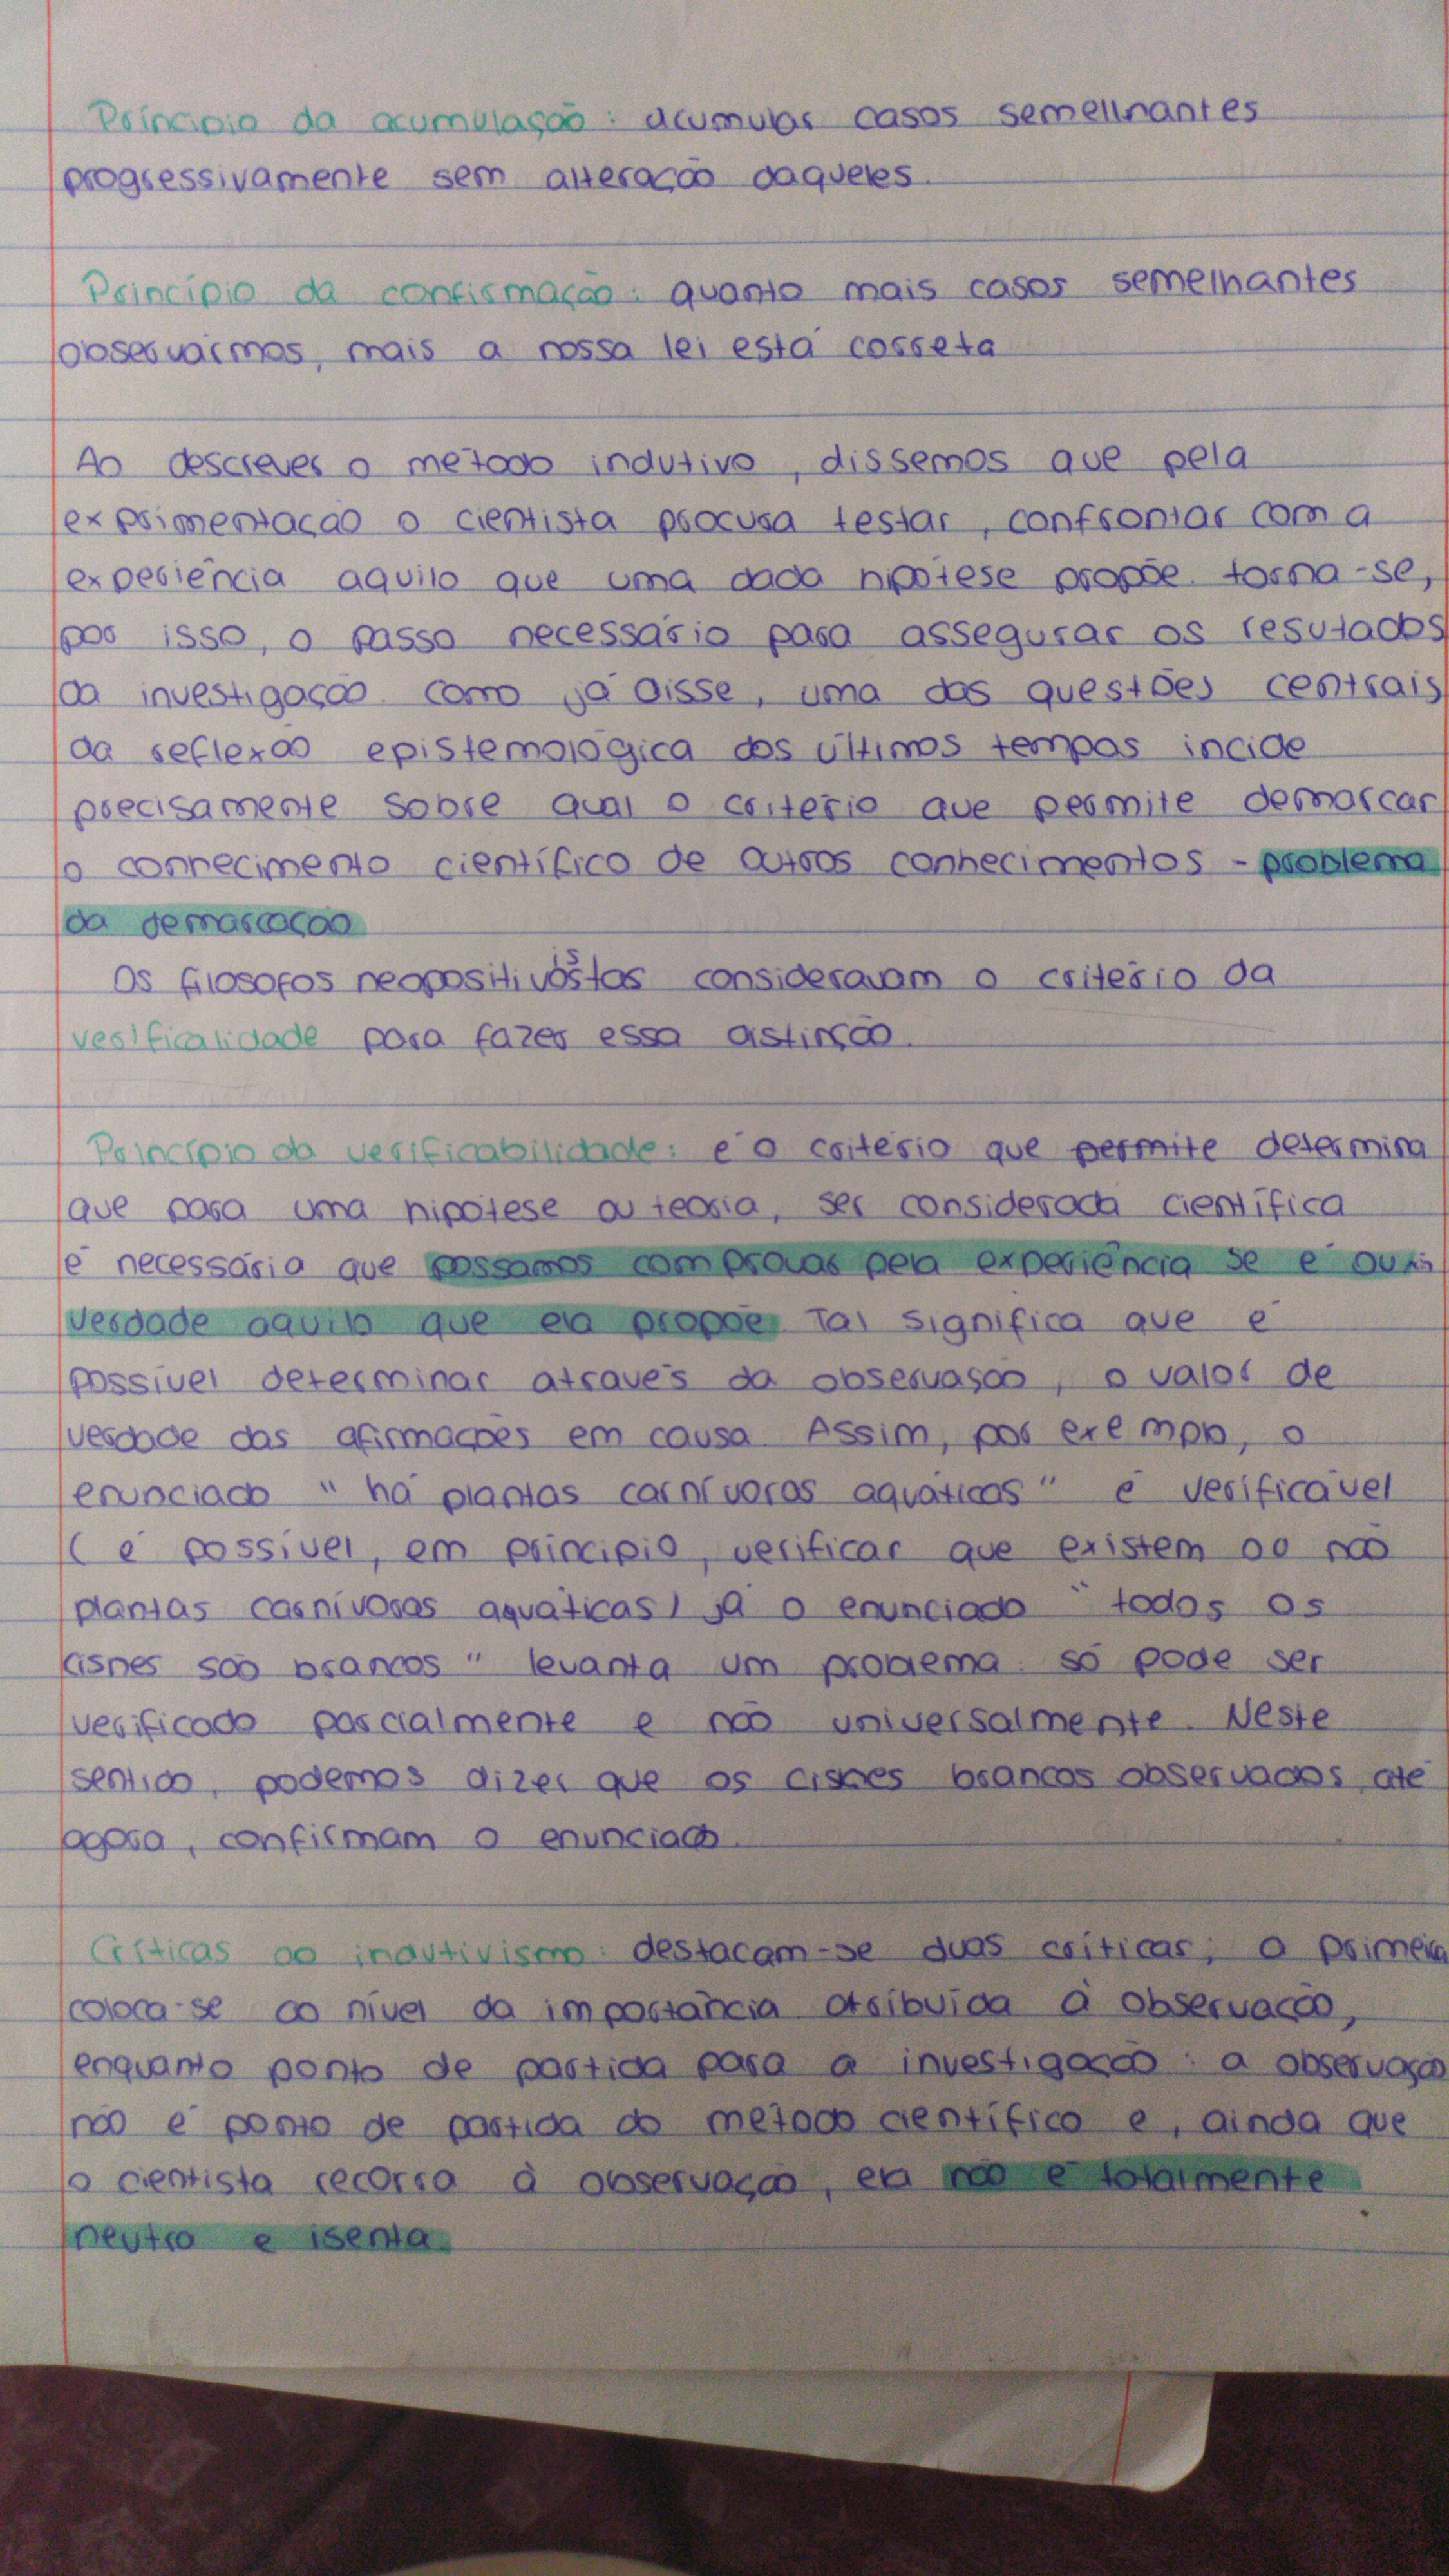 Princípio da acumulação: acumular casos semelhantes
progressivamente sem alteração daqueles.
Princípio da confirmação: quanto mais casos semelhantes
observármos, mais a nossa lei está correta
Ao descrever o método indutivo, dissemos que pela
exprimentação o cientista procura testar, confrontar com a
experiência aquilo que uma dada hipótese propõe. torna-se,
por isso, o passo necessário para assegurar os resutados
da investigação. Como já disse, uma das questões centrais
da reflexão epistemológica dos últimos tempos incide
precisamente sobre qual o critério que permite demarcar
o conhecimento científico de outros conhecimentos - problema
da demarcação
Os filosofos neopositivistas consideravam o critério da
verificalidade para fazer essa distinção.
Princípio da verificabilidade: é o critério que permite determina
que para uma hipótese ou teoria, ser considerada científica
é necessário que possamos comprovar pela experiência se é ou
verdade aquilo que ela propõe. Tal significa que é
possível determinar através da observação, o valor de
verdade das afirmações em causa. Assim, por exemplo, o
enunciado "há plantas carnívoras aquáticas" é verificável
(é possível, em príncipio, verificar que existem ou não
plantas carnívoras aquáticas) já o enunciado "todos os
cisnes são brancos" levanta um problema: só pode ser
verificado parcialmente e não universalmente. Neste
sentido, podemos dizer que os cisnes brancos observados, até
agora, confirmam o enunciado.
Críticas ao indutivismo: destacam-se duas críticas; a primeira
coloca-se ao nível da importância atribuída à observação,
enquanto ponto de partida para a investigação: a observação
não é ponto de partida do método científico e, ainda que
o cientista recorra à observação, ela não é totalmente
neutra e isenta.